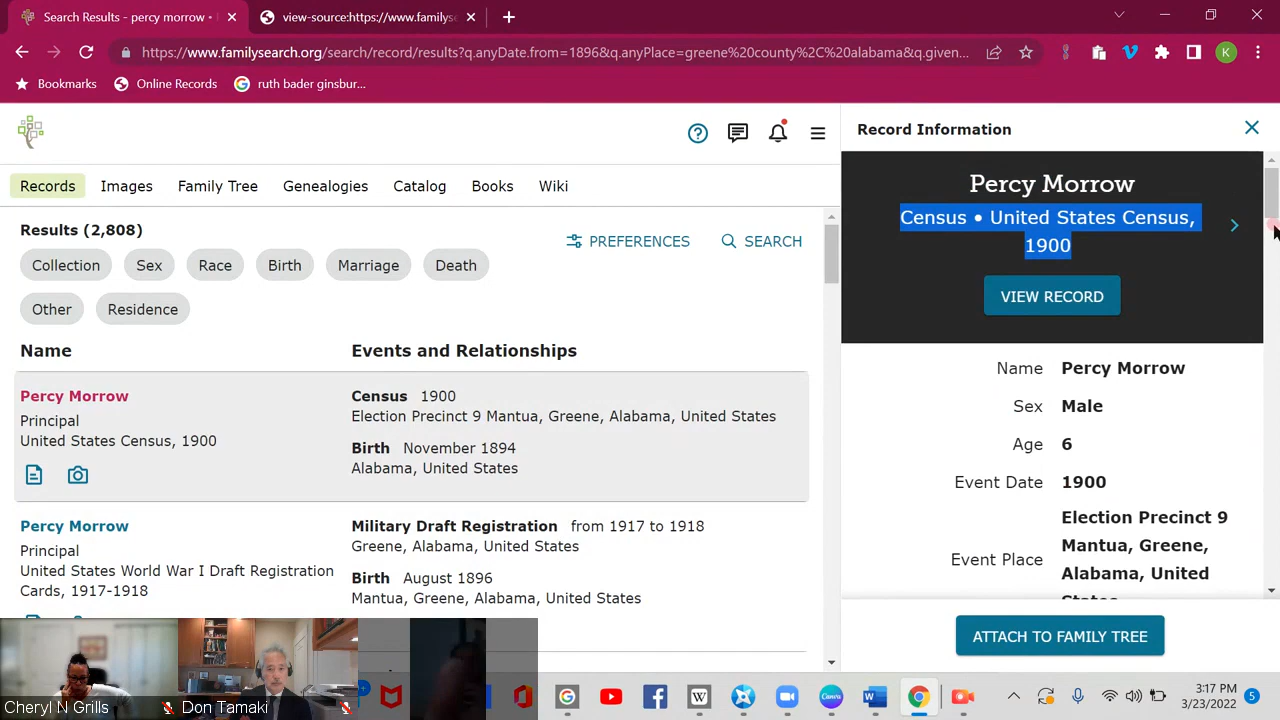 Search Results - percy morrow •
view-source:https://www.familys
https://www.familysearch.org/search/record/results?q.anyDate.from=1896&q.anyPlace=greene%20county%2C%20alabama&q.given...
K
Bookmarks
Online Records
ruth bader ginsbur...
Records
Images
Family Tree
Genealogies
Catalog
Books
Wiki
Results (2,808)
PREFERENCES
SEARCH
Collection
Sex
Race
Birth
Marriage
Death
Other
Residence
Name
Events and Relationships
Percy Morrow
Principal
United States Census, 1900
Census 1900
Election Precinct 9 Mantua, Greene, Alabama, United States
Birth November 1894
Alabama, United States
Percy Morrow
Principal
United States World War I Draft Registration
Cards, 1917-1918
Military Draft Registration from 1917 to 1918
Greene, Alabama, United States
Birth August 1896
Mantua, Greene, Alabama, United States
Record Information
Percy Morrow
Census • United States Census,
1900
VIEW RECORD
Name Percy Morrow
Sex Male
Age 6
Event Date 1900
Event Place Election Precinct 9
Mantua, Greene,
Alabama, United
States
ATTACH TO FAMILY TREE
Cheryl N Grills
Don Tamaki
3:17 PM
3/23/2022
5